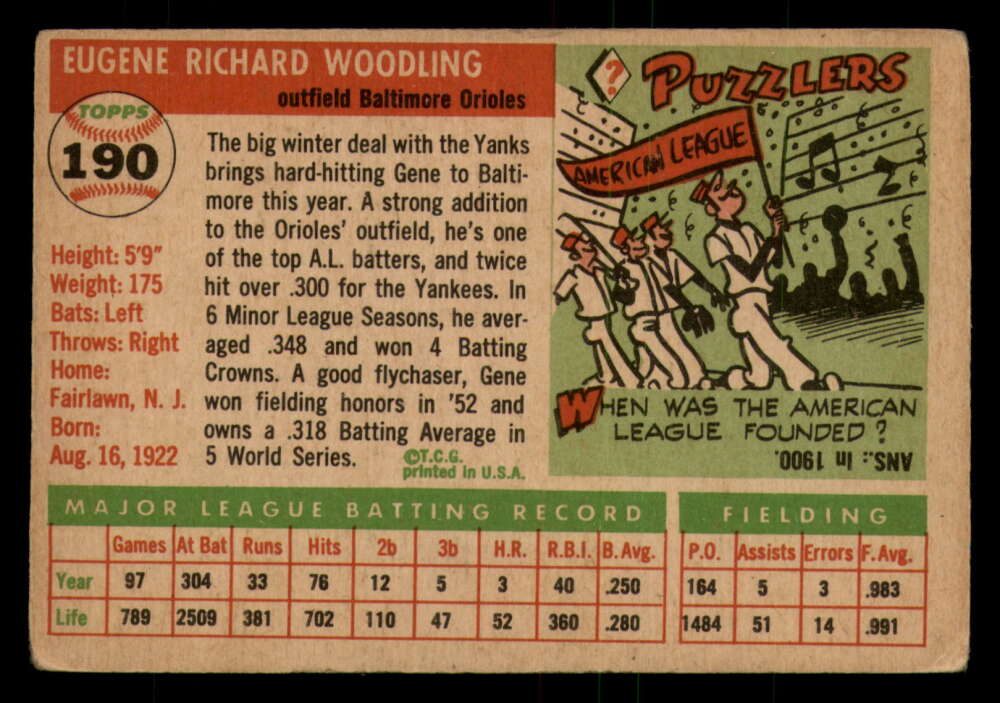 EUGENE RICHARD WOODLING
outfield Baltimore Orioles
TOPPS
190
Height: 5'9"
Weight: 175
Bats: Left
Throws: Right
Home:
Fairlawn, N. J.
Born:
Aug. 16, 1922
The big winter deal with the Yanks
brings hard-hitting Gene to Balti-
more this year. A strong addition
to the Orioles' outfield, he's one
of the top A.L. batters, and twice
hit over .300 for the Yankees. In
6 Minor League Seasons, he aver-
aged .348 and won 4 Batting
Crowns. A good flychaser, Gene
won fielding honors in '52 and
owns a .318 Batting Average in
5 World Series.
©T.C.G.
printed in U.S.A.
?
PUZZLERS
AMERICAN LEAGUE
WHEN WAS THE AMERICAN
LEAGUE FOUNDED?
ANS.: In 1900.
MAJOR LEAGUE BATTING RECORD
Games At Bat Runs Hits 2b 3b H.R. R.B.I. B. Avg.
Year 97 304 33 76 12 5 3 40 .250
Life 789 2509 381 702 110 47 52 360 .280
FIELDING
P.O. Assists Errors F. Avg.
164 5 3 .983
1484 51 14 .991